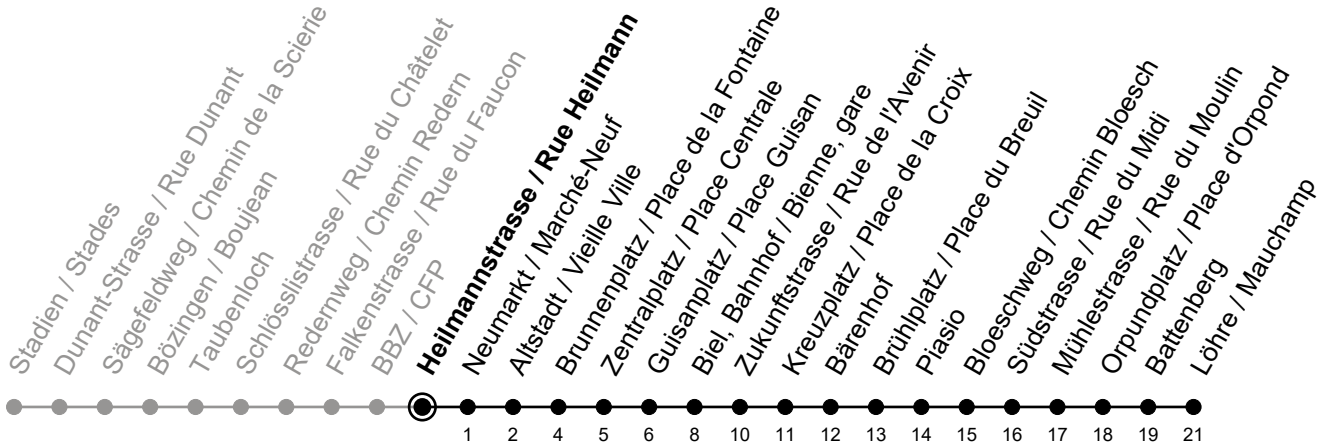 Stadien / Stades
Dunant-Strasse / Rue Dunant
Sägefeldweg / Chemin de la Scierie
Bözingen / Boujean
Taubenloch
Schlösslistrasse / Rue du Châtelet
Redernweg / Chemin Redern
Falkenstrasse / Rue du Faucon
BBZ / CFP
Heilmannstrasse / Rue Heilmann
Neumarkt / Marché-Neuf
Altstadt / Vieille Ville
Brunnenplatz / Place de la Fontaine
Zentralplatz / Place Centrale
Guisanplatz / Place Guisan
Biel, Bahnhof / Bienne, gare
Zukunftstrasse / Rue de l'Avenir
Kreuzplatz / Place de la Croix
Bärenhof
Brühlplatz / Place du Breuil
Piasio
Bloeschweg / Chemin Bloesch
Südstrasse / Rue du Midi
Mühlestrasse / Rue du Moulin
Orpundplatz / Place d'Orpond
Battenberg
Löhre / Mauchamp
1 2 4 5 6 8 10 11 12 13 14 15 16 17 18 19 21